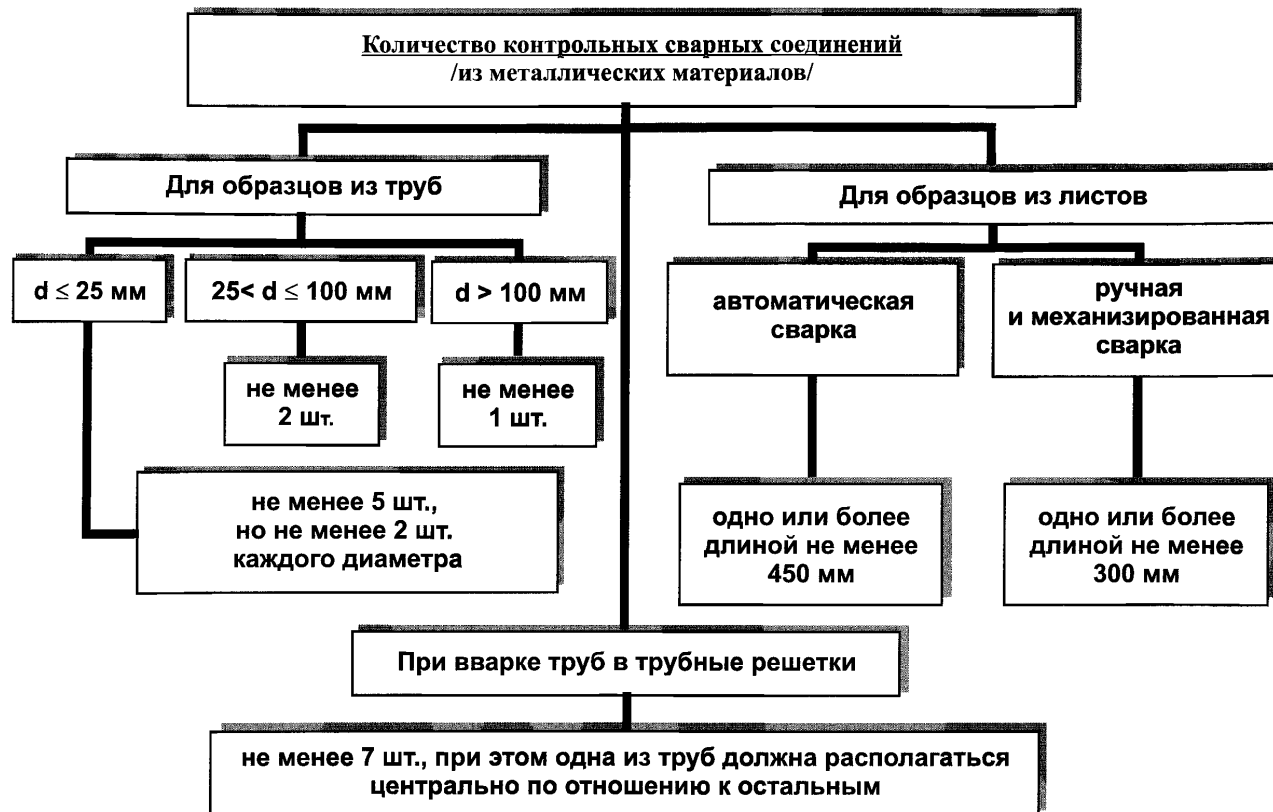 Количество контрольных сварных соединений
/из металлических материалов/
Для образцов из труб
Для образцов из листов
d ≤ 25 мм
25< d ≤ 100 мм
d > 100 мм
автоматическая
сварка
ручная
и механизированная
сварка
не менее
2 шт.
не менее
1 шт.
не менее 5 шт.,
но не менее 2 шт.
каждого диаметра
одно или более
длиной не менее
450 мм
одно или более
длиной не менее
300 мм
При вварке труб в трубные решетки
не менее 7 шт., при этом одна из труб должна располагаться
центрально по отношению к остальным